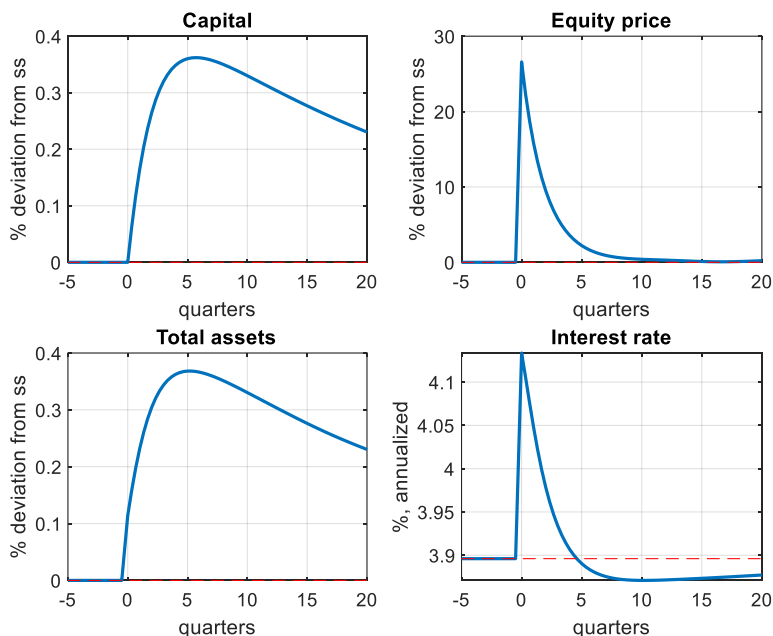 Capital
% deviation from ss
0.4
0.3
0.2
0.1
0
-5 0 5 10 15 20
quarters
Equity price
% deviation from ss
30
20
10
0
-5 0 5 10 15 20
quarters
Total assets
% deviation from ss
0.4
0.3
0.2
0.1
0
-5 0 5 10 15 20
quarters
Interest rate
%, annualized
4.1
4.05
4
3.95
3.9
-5 0 5 10 15 20
quarters